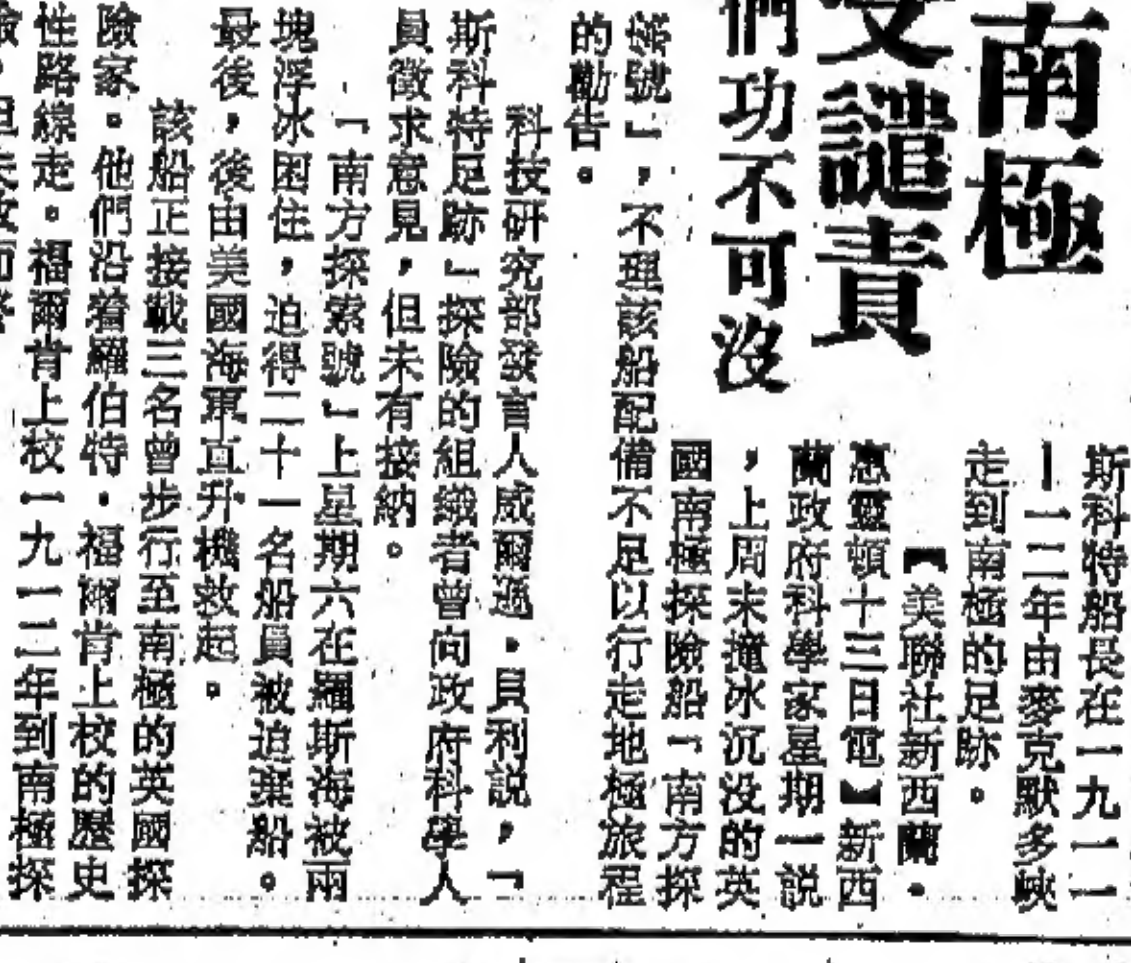 南極
受譴責
們功不可沒
斯科特船長在一九一一
—一二年由麥克默多峽
走到南極的足跡。
【美聯社新西蘭·
惠靈頓十三日電】新西
蘭政府科學家星期一説
，上周末撞冰沉没的英
國南極探險船「南方探
索號」，不理該船配備不足以行走地極旅程
的勸告。
科技研究部發言人威爾遜·貝利説，「
斯科特足跡」探險的組織者曾向政府科學人
員徵求意見，但未有接納。
「南方探索號」上星期六在羅斯海被兩
塊浮冰困住，迫得二十一名船員被迫棄船。
最後，後由美國海軍直升機救起。
該船正接載三名曾步行至南極的英國探
險家。他們沿着羅伯特·福爾肯上校的歷史
性路線走。福爾肯上校一九一二年到南極探